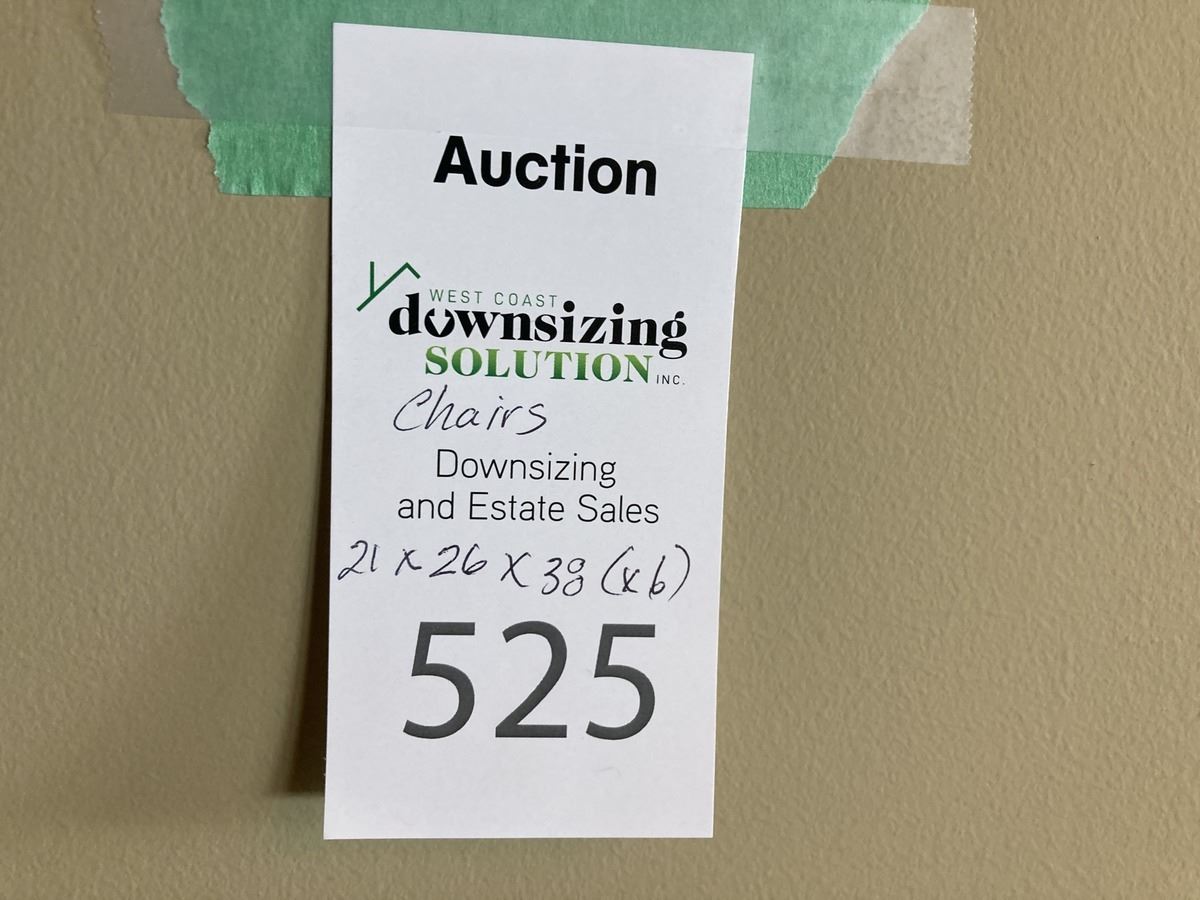 Auction
WEST COAST
downsizing
SOLUTION INC.
Chairs
Downsizing
and Estate Sales
21 x 26 x 38 (x6)
525